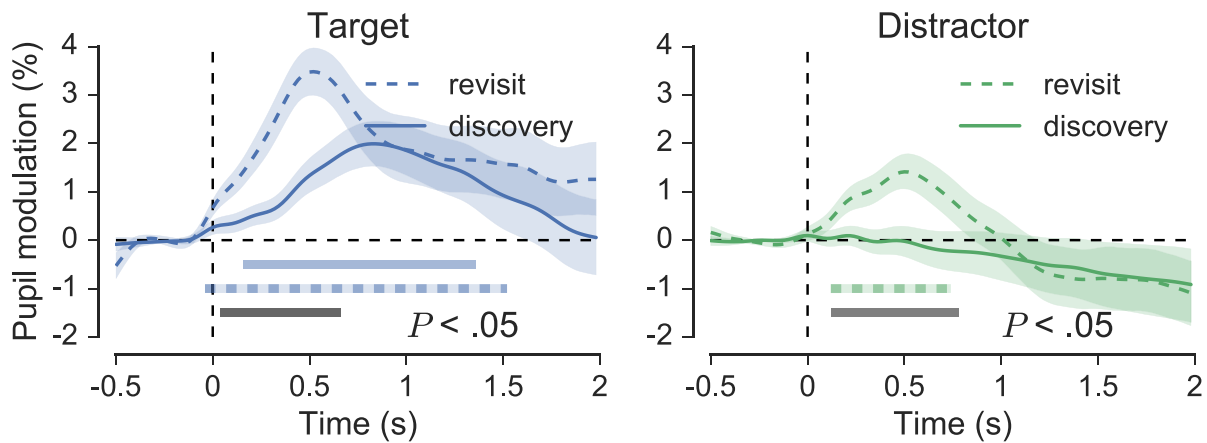 Target
Pupil modulation (%)
4
3
2
1
0
-1
-2
revisit
discovery
P < .05
-0.5
0
0.5
1
1.5
2
Time (s)
Distractor
4
3
2
1
0
-1
-2
revisit
discovery
P < .05
-0.5
0
0.5
1
1.5
2
Time (s)